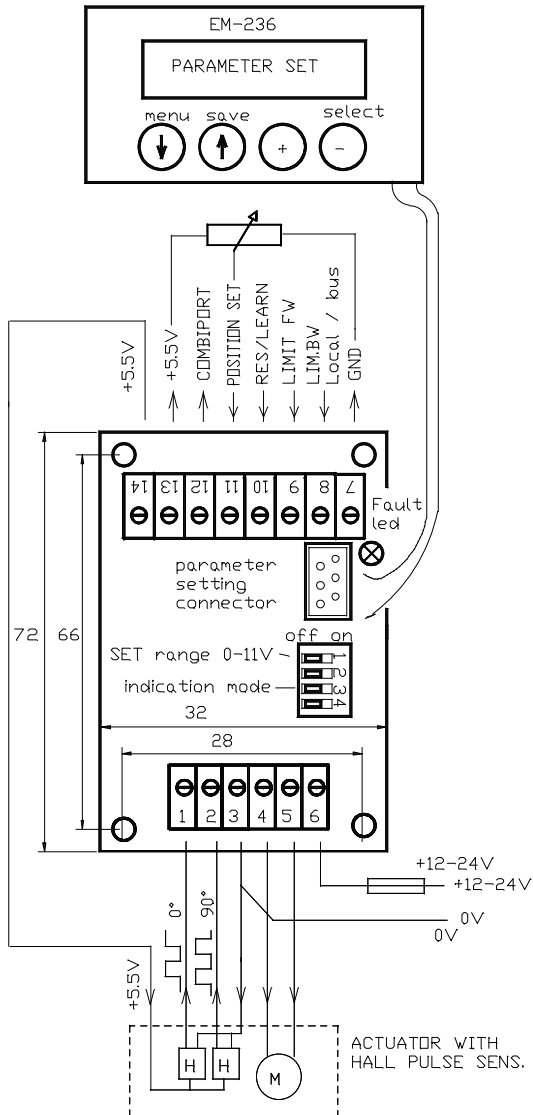 EM-236
PARAMETER SET
menu save select
+ -
+5.5V
+5.5V
COMBIPORT
POSITION SET
RES/LEARN
LIMIT FW
LIM.BW
Local / bus
GND
14 13 12 11 10 9 8 7
Fault
led
parameter
setting
connector
off on
SET range 0-11V
indication mode
1
2
3
4
72
66
32
28
1 2 3 4 5 6
+12-24V
+12-24V
0V
0V
0°
90°
+5.5V
H H M
ACTUATOR WITH
HALL PULSE SENS.